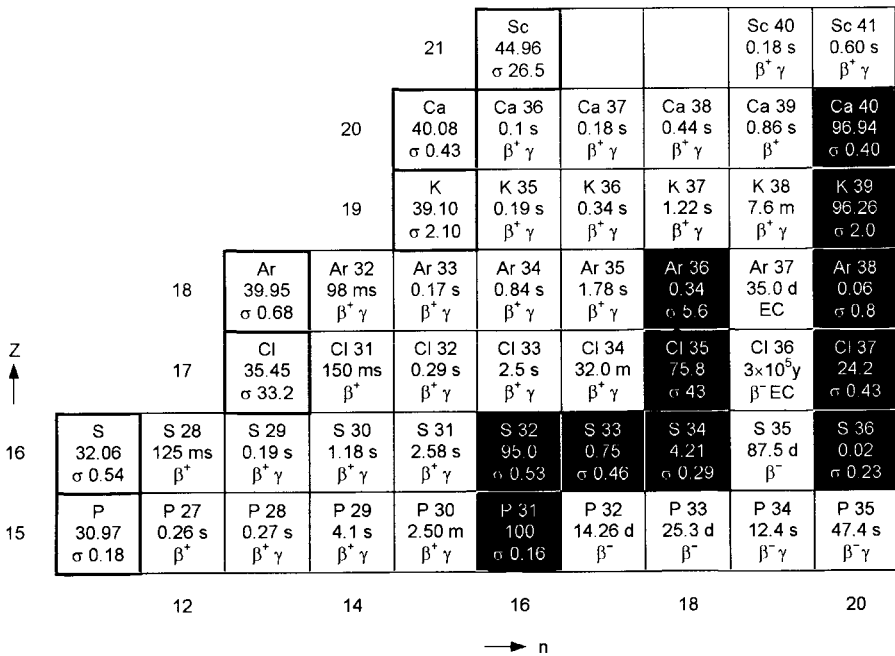 21
Sc
44.96
σ 26.5
Sc 40
0.18 s
β⁺ γ
Sc 41
0.60 s
β⁺ γ
20
Ca
40.08
σ 0.43
Ca 36
0.1 s
β⁺ γ
Ca 37
0.18 s
β⁺ γ
Ca 38
0.44 s
β⁺ γ
Ca 39
0.86 s
β⁺
Ca 40
96.94
σ 0.40
19
K
39.10
σ 2.10
K 35
0.19 s
β⁺ γ
K 36
0.34 s
β⁺ γ
K 37
1.22 s
β⁺ γ
K 38
7.6 m
β⁺ γ
K 39
96.26
σ 2.0
18
Ar
39.95
σ 0.68
Ar 32
98 ms
β⁺ γ
Ar 33
0.17 s
β⁺ γ
Ar 34
0.84 s
β⁺ γ
Ar 35
1.78 s
β⁺ γ
Ar 36
0.34
σ 5.6
Ar 37
35.0 d
EC
Ar 38
0.06
σ 0.8
Z
17
Cl
35.45
σ 33.2
Cl 31
150 ms
β⁺
Cl 32
0.29 s
β⁺ γ
Cl 33
2.5 s
β⁺ γ
Cl 34
32.0 m
β⁺ γ
Cl 35
75.8
σ 43
Cl 36
3×10⁵y
β⁻ EC
Cl 37
24.2
σ 0.43
16
S
32.06
σ 0.54
S 28
125 ms
β⁺
S 29
0.19 s
β⁺ γ
S 30
1.18 s
β⁺ γ
S 31
2.58 s
β⁺ γ
S 32
95.0
σ 0.53
S 33
0.75
σ 0.46
S 34
4.21
σ 0.29
S 35
87.5 d
β⁻
S 36
0.02
σ 0.23
15
P
30.97
σ 0.18
P 27
0.26 s
β⁺
P 28
0.27 s
β⁺ γ
P 29
4.1 s
β⁺ γ
P 30
2.50 m
β⁺ γ
P 31
100
σ 0.16
P 32
14.26 d
β⁻
P 33
25.3 d
β⁻
P 34
12.4 s
β⁻ γ
P 35
47.4 s
β⁻ γ
12
14
16
18
20
n